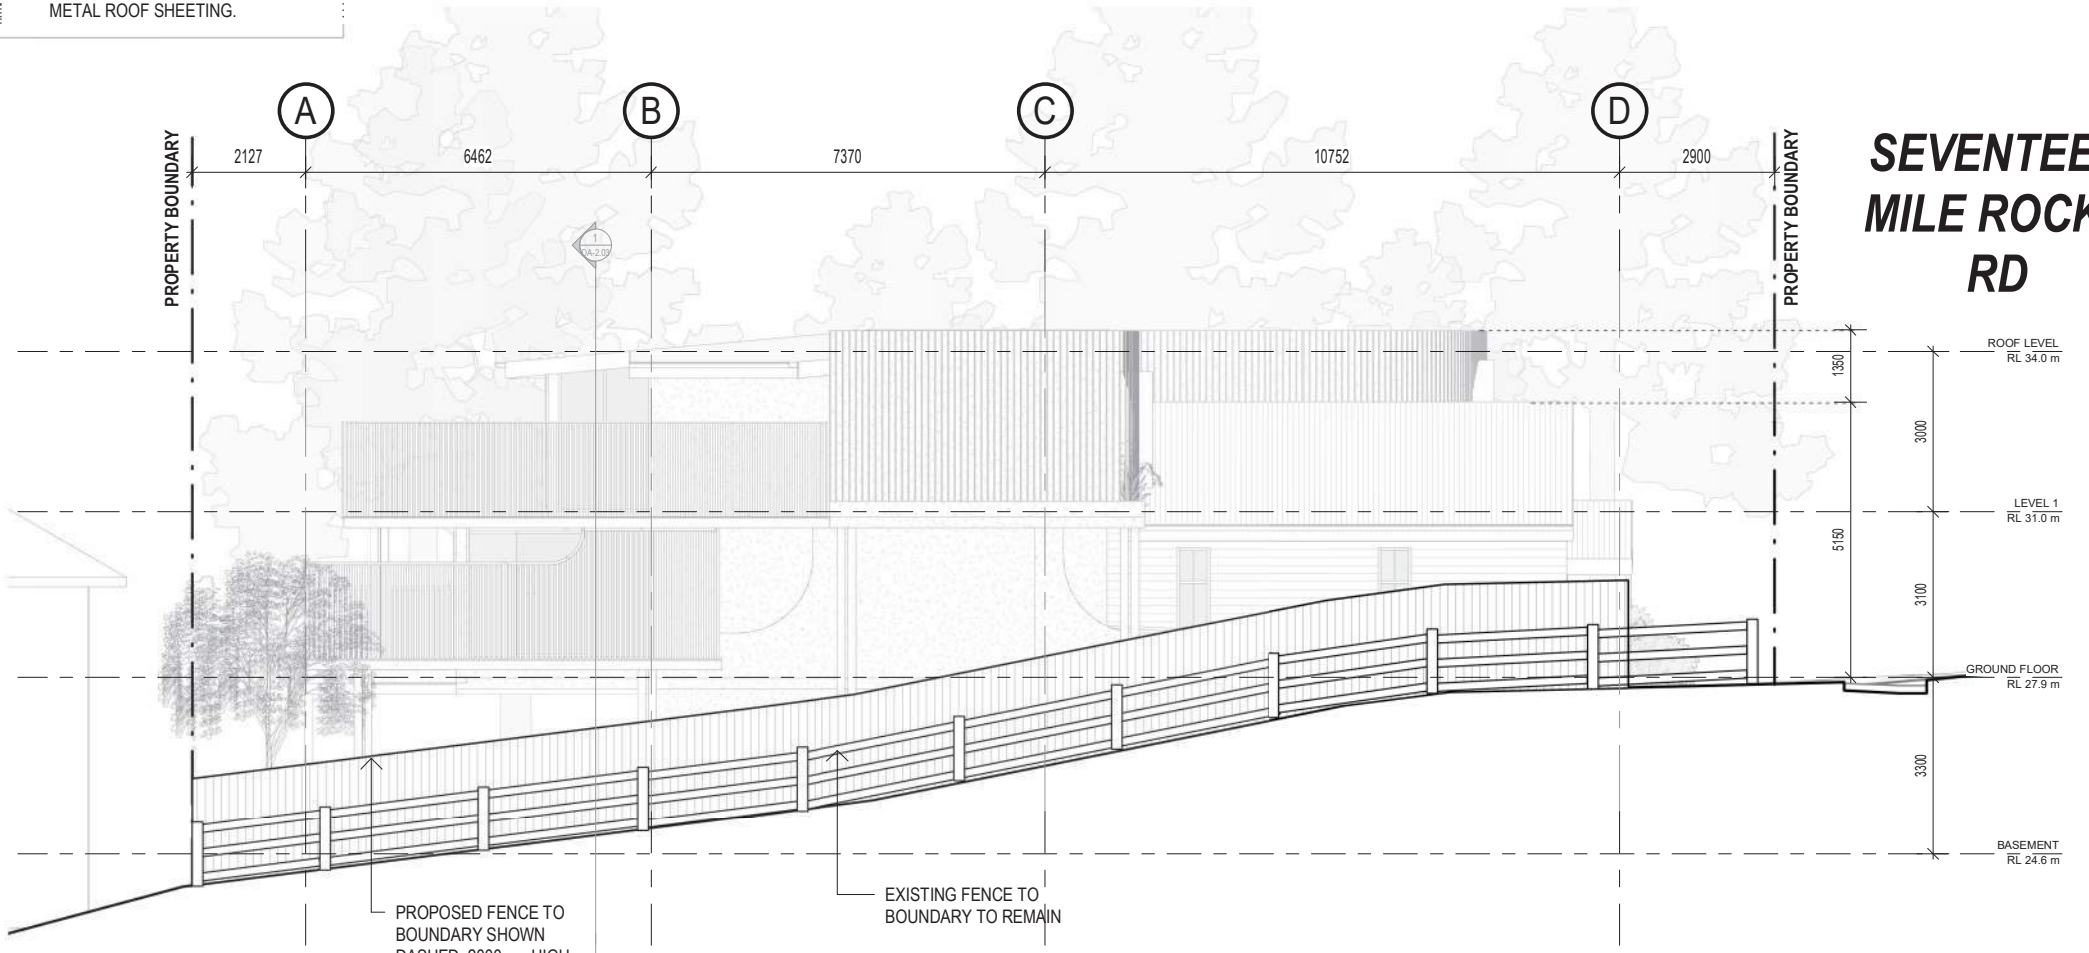 METAL ROOF SHEETING.
A
B
C
D
PROPERTY BOUNDARY
2127
6462
7370
10752
2900
PROPERTY BOUNDARY
SEVENTEE
MILE ROCK
RD
1
DA-2.03
ROOF LEVEL
RL 34.0 m
1350
3000
LEVEL 1
RL 31.0 m
5150
3100
GROUND FLOOR
RL 27.9 m
3300
BASEMENT
RL 24.6 m
EXISTING FENCE TO
BOUNDARY TO REMAIN
PROPOSED FENCE TO
BOUNDARY SHOWN